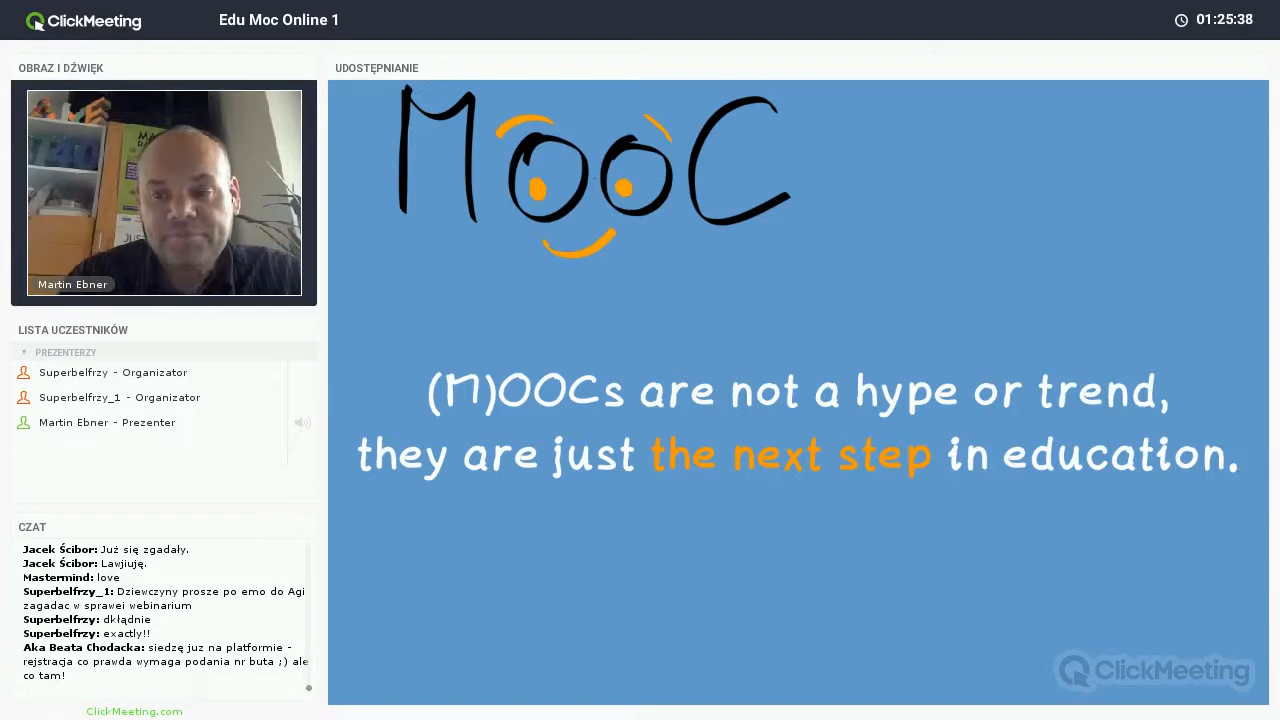 ClickMeeting
Edu Moc Online 1
01:25:38
OBRAZ I DŹWIĘK
Martin Ebner
LISTA UCZESTNIKÓW
PREZENTERZY
Superbelfrzy - Organizator
Superbelfrzy_1 - Organizator
Martin Ebner - Prezenter
CZAT
Jacek Ścibor: Już się zgadały.
Jacek Ścibor: Lawjiuję.
Mastermind: love
Superbelfrzy_1: Dziewczyny prosze po emo do Agi
zagadac w sprawei webinarium
Superbelfrzy: dkłądnie
Superbelfrzy: exactly!!
Aka Beata Chodacka: siedzę juz na platformie -
rejstracja co prawda wymaga podania nr buta ;) ale
co tam!
ClickMeeting.com
UDOSTĘPNIANIE
MOOC
(M)OOCs are not a hype or trend,
they are just the next step in education.
ClickMeeting